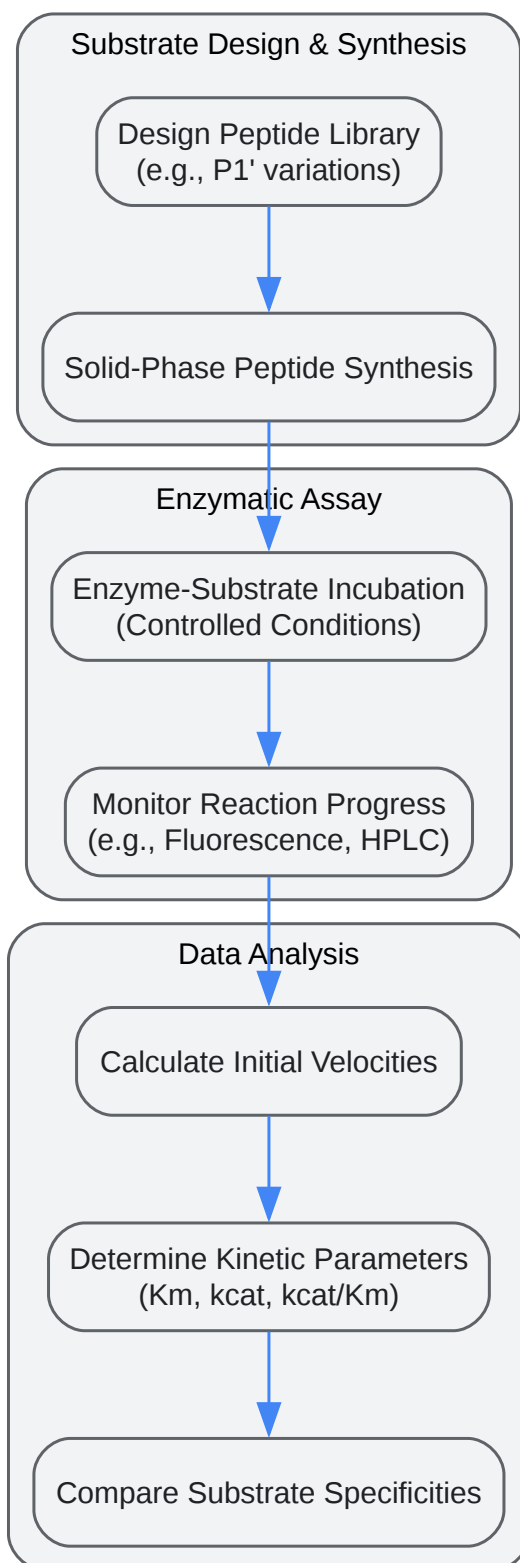 Substrate Design & Synthesis
Design Peptide Library
(e.g., P1' variations)
Solid-Phase Peptide Synthesis
Enzymatic Assay
Enzyme-Substrate Incubation
(Controlled Conditions)
Monitor Reaction Progress
(e.g., Fluorescence, HPLC)
Data Analysis
Calculate Initial Velocities
Determine Kinetic Parameters
(Km, kcat, kcat/Km)
Compare Substrate Specificities